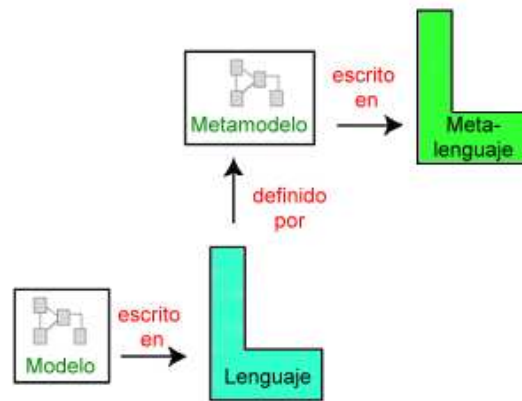 escrito
en
Metamodelo
Meta-
lenguaje
definido
por
escrito
en
Modelo
Lenguaje